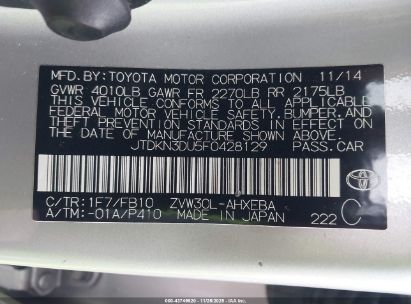 MFD.BY:TOYOTA MOTOR CORPORATION 11/14
GVWR 4010LB GAWR FR 2270LB RR 2175LB
THIS VEHICLE CONFORMS TO ALL APPLICABLE
FEDERAL MOTOR VEHICLE SAFETY,BUMPER,AND
THEFT PREVENTION STANDARDS IN EFFECT ON
THE DATE OF MANUFACTURE SHOWN ABOVE.
JTDKN3DU5F0428129 PASS.CAR
C/TR:1F7/FB10 ZVW30L-AHXEBA
A/TM:-01A/P410 MADE IN JAPAN 222 C
TOYOTA